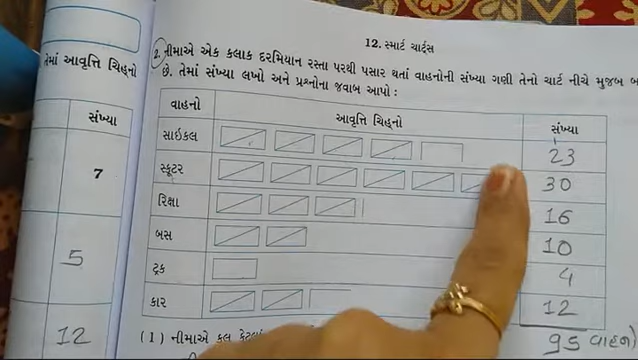 12. સ્માર્ટ ચાર્ટ્સ
તેમાં આવૃત્તિ ચિહ્નો
સંખ્યા
7
5
12
2. નીમાએ એક કલાક દરમિયાન રસ્તા પરથી પસાર થતાં વાહનોની સંખ્યા ગણી તેનો ચાર્ટ નીચે મુજબ
છે. તેમાં સંખ્યા લખો અને પ્રશ્નોના જવાબ આપો :
વાહનો આવૃત્તિ ચિહ્નો સંખ્યા
સાઇકલ 23
સ્કૂટર 30
રિક્ષા 16
બસ 10
ટ્રક 4
કાર 12
(1) નીમાએ કુલ 95 વાહનો